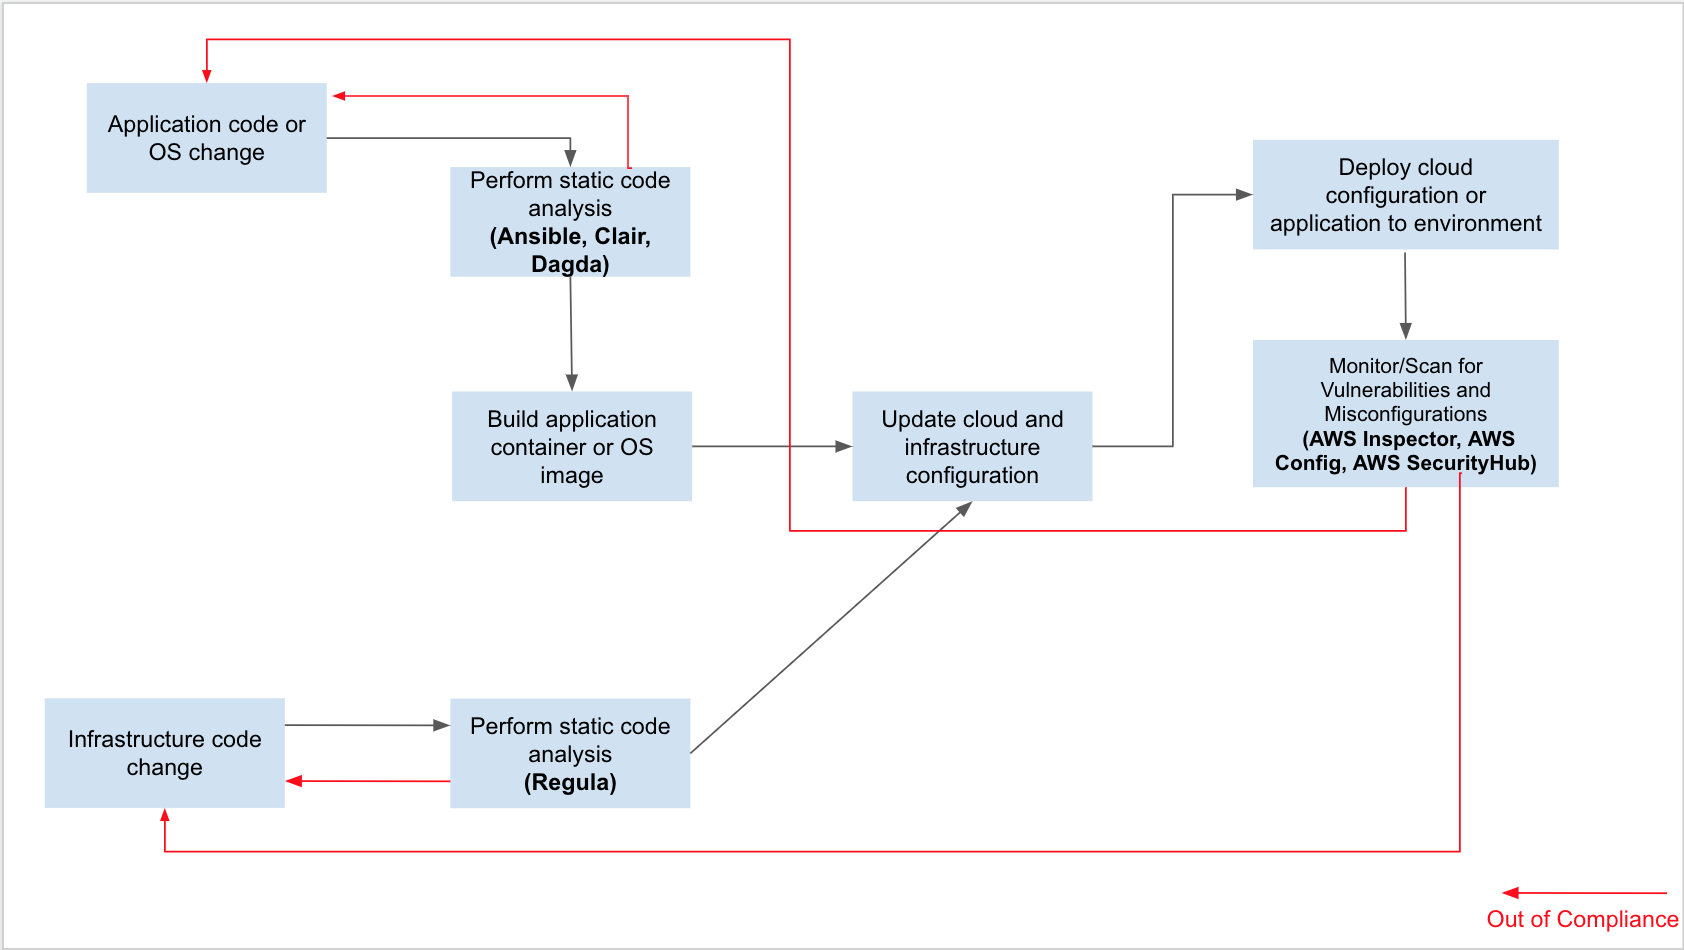 Application code or
OS change
Perform static code
analysis
(Ansible, Clair,
Dagda)
Build application
container or OS
image
Update cloud and
infrastructure
configuration
Deploy cloud
configuration or
application to environment
Monitor/Scan for
Vulnerabilities and
Misconfigurations
(AWS Inspector, AWS
Config, AWS SecurityHub)
Infrastructure code
change
Perform static code
analysis
(Regula)
Out of Compliance